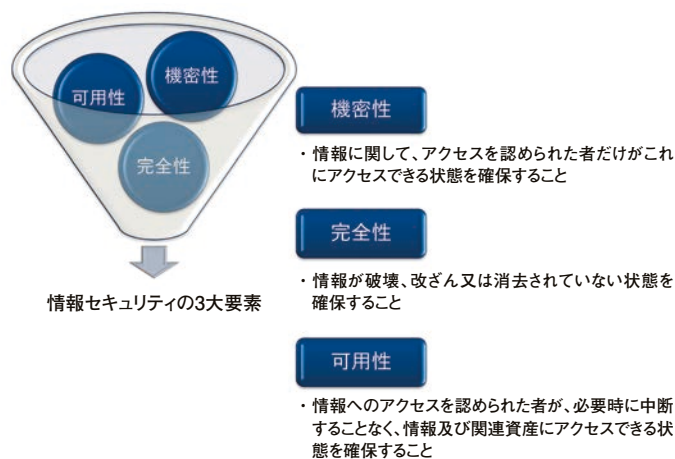 可用性
機密性
完全性
情報セキュリティの3大要素
機密性
・情報に関して、アクセスを認められた者だけがこれ
にアクセスできる状態を確保すること
完全性
・情報が破壊、改ざん又は消去されていない状態を
確保すること
可用性
・情報へのアクセスを認められた者が、必要時に中断
することなく、情報及び関連資産にアクセスできる状
態を確保すること